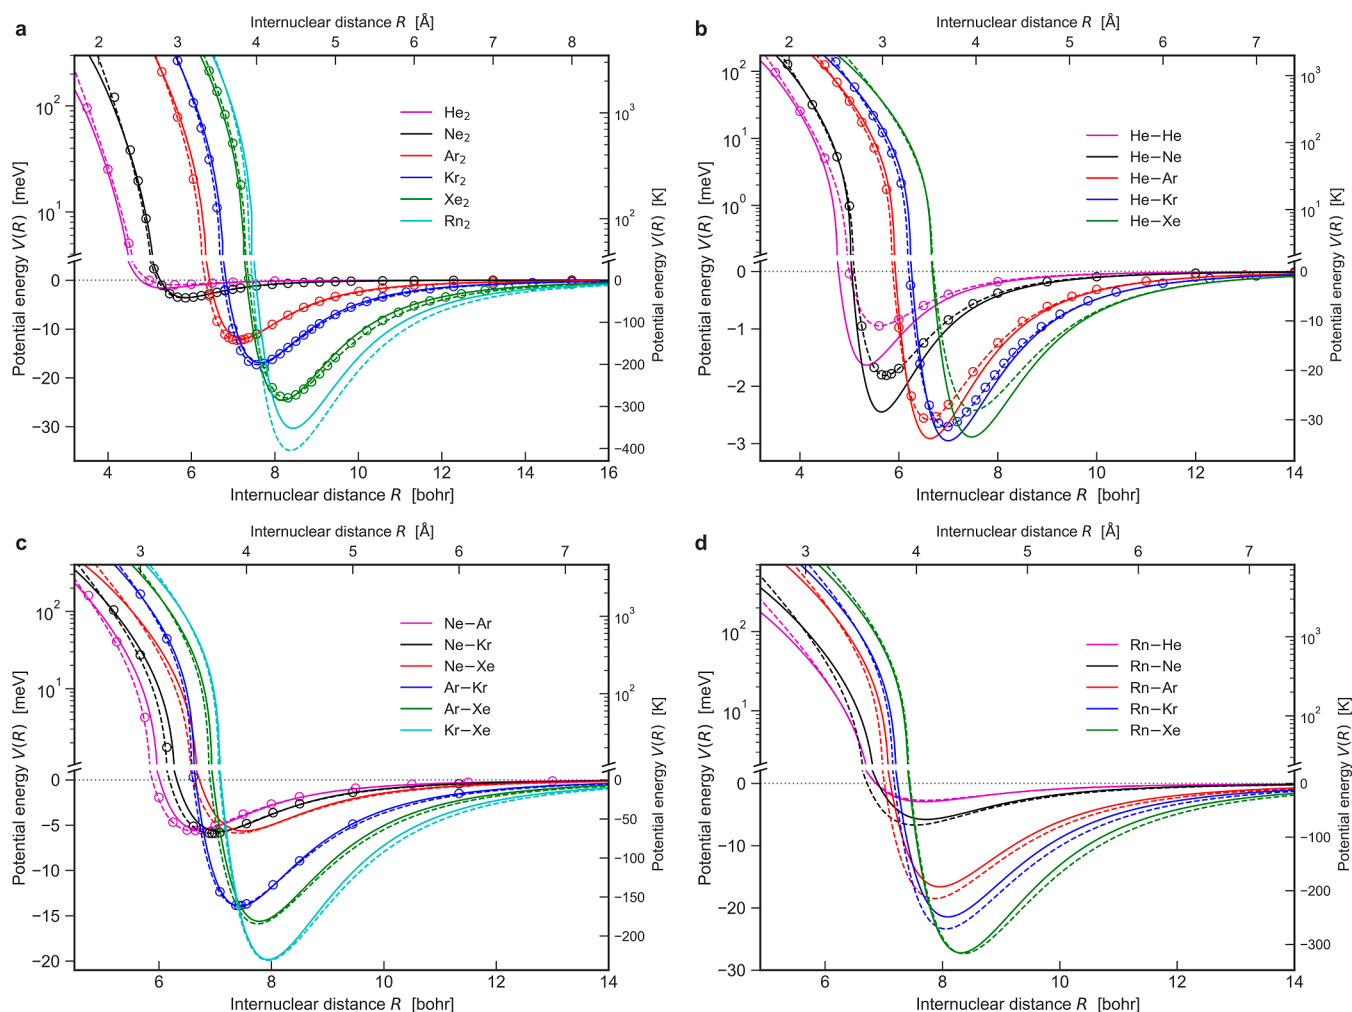 a
Internuclear distance R [Å]
2 3 4 5 6 7 8
Potential energy V(R) [meV]
10² 10¹ 0 −10 −20 −30
He₂
Ne₂
Ar₂
Kr₂
Xe₂
Rn₂
10³ 10² 0 −100 −200 −300 −400
Potential energy V(R) [K]
4 6 8 10 12 14 16
Internuclear distance R [bohr]
b
Internuclear distance R [Å]
2 3 4 5 6 7
Potential energy V(R) [meV]
10² 10¹ 10⁰ 0 −1 −2 −3
He−He
He−Ne
He−Ar
He−Kr
He−Xe
10³ 10² 10¹ 0 −10 −20 −30
Potential energy V(R) [K]
4 6 8 10 12 14
Internuclear distance R [bohr]
c
Internuclear distance R [Å]
3 4 5 6 7
Potential energy V(R) [meV]
10² 10¹ 0 −5 −10 −15 −20
Ne−Ar
Ne−Kr
Ne−Xe
Ar−Kr
Ar−Xe
Kr−Xe
10³ 10² 0 −50 −100 −150 −200
Potential energy V(R) [K]
6 8 10 12 14
Internuclear distance R [bohr]
d
Internuclear distance R [Å]
3 4 5 6 7
Potential energy V(R) [meV]
10² 10¹ 0 −10 −20 −30
Rn−He
Rn−Ne
Rn−Ar
Rn−Kr
Rn−Xe
10³ 10² 0 −100 −200 −300
Potential energy V(R) [K]
6 8 10 12 14
Internuclear distance R [bohr]